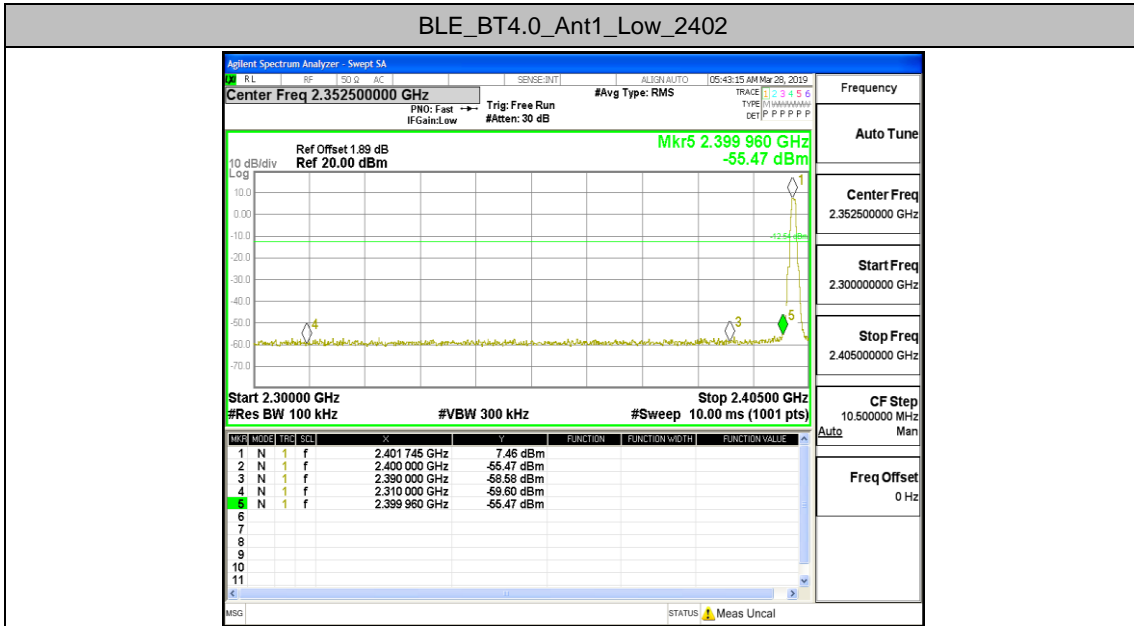 BLE_BT4.0_Ant1_Low_2402
Agilent Spectrum Analyzer - Swept SA
RL RF 50 Ω AC SENSE:INT ALIGN AUTO 05:43:15 AM Mar 28, 2019
Center Freq 2.352500000 GHz #Avg Type: RMS TRACE 1 2 3 4 5 6
PNO: Fast Trig: Free Run TYPE M WWWWW
IFGain:Low #Atten: 30 dB DET P P P P P P
Mkr5 2.399 960 GHz
Ref Offset 1.89 dB
10 dB/div Ref 20.00 dBm -55.47 dBm
Log
1
10.0
0.00
-10.0
-20.0
-30.0
-40.0
-50.0
4 3 5
-60.0
-70.0
Start 2.30000 GHz Stop 2.40500 GHz
#Res BW 100 kHz #VBW 300 kHz #Sweep 10.00 ms (1001 pts)
MKR MODE TRC SCL X Y FUNCTION FUNCTION WIDTH FUNCTION VALUE
1 N 1 f 2.401 745 GHz 7.46 dBm
2 N 1 f 2.400 000 GHz -55.47 dBm
3 N 1 f 2.390 000 GHz -58.58 dBm
4 N 1 f 2.310 000 GHz -59.60 dBm
5 N 1 f 2.399 960 GHz -55.47 dBm
6
7
8
9
10
11
MSG STATUS Meas Uncal
Frequency
Auto Tune
Center Freq
2.352500000 GHz
Start Freq
2.300000000 GHz
Stop Freq
2.405000000 GHz
CF Step
10.500000 MHz
Auto Man
Freq Offset
0 Hz